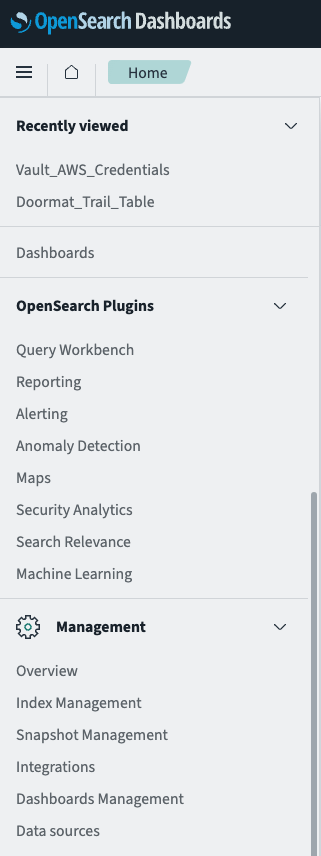 OpenSearch Dashboards
Home
Recently viewed
Vault_AWS_Credentials
Doormat_Trail_Table
Dashboards
OpenSearch Plugins
Query Workbench
Reporting
Alerting
Anomaly Detection
Maps
Security Analytics
Search Relevance
Machine Learning
Management
Overview
Index Management
Snapshot Management
Integrations
Dashboards Management
Data sources